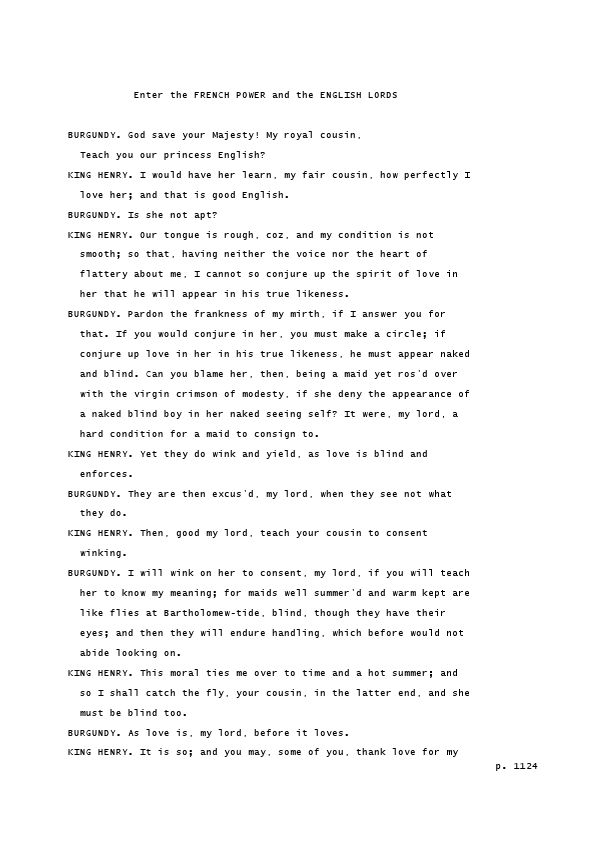 Enter the FRENCH POWER and the ENGLISH LORDS
BURGUNDY. God save your Majesty! My royal cousin,
Teach you our princess English?
KING HENRY. I would have her learn, my fair cousin, how perfectly I
love her; and that is good English.
BURGUNDY. Is she not apt?
KING HENRY. Our tongue is rough, coz, and my condition is not
smooth; so that, having neither the voice nor the heart of
flattery about me, I cannot so conjure up the spirit of love in
her that he will appear in his true likeness.
BURGUNDY. Pardon the frankness of my mirth, if I answer you for
that. If you would conjure in her, you must make a circle; if
conjure up love in her in his true likeness, he must appear naked
and blind. Can you blame her, then, being a maid yet ros'd over
with the virgin crimson of modesty, if she deny the appearance of
a naked blind boy in her naked seeing self? It were, my lord, a
hard condition for a maid to consign to.
KING HENRY. Yet they do wink and yield, as love is blind and
enforces.
BURGUNDY. They are then excus'd, my lord, when they see not what
they do.
KING HENRY. Then, good my lord, teach your cousin to consent
winking.
BURGUNDY. I will wink on her to consent, my lord, if you will teach
her to know my meaning; for maids well summer'd and warm kept are
like flies at Bartholomew-tide, blind, though they have their
eyes; and then they will endure handling, which before would not
abide looking on.
KING HENRY. This moral ties me over to time and a hot summer; and
so I shall catch the fly, your cousin, in the latter end, and she
must be blind too.
BURGUNDY. As love is, my lord, before it loves.
KING HENRY. It is so; and you may, some of you, thank love for my
p. 1124